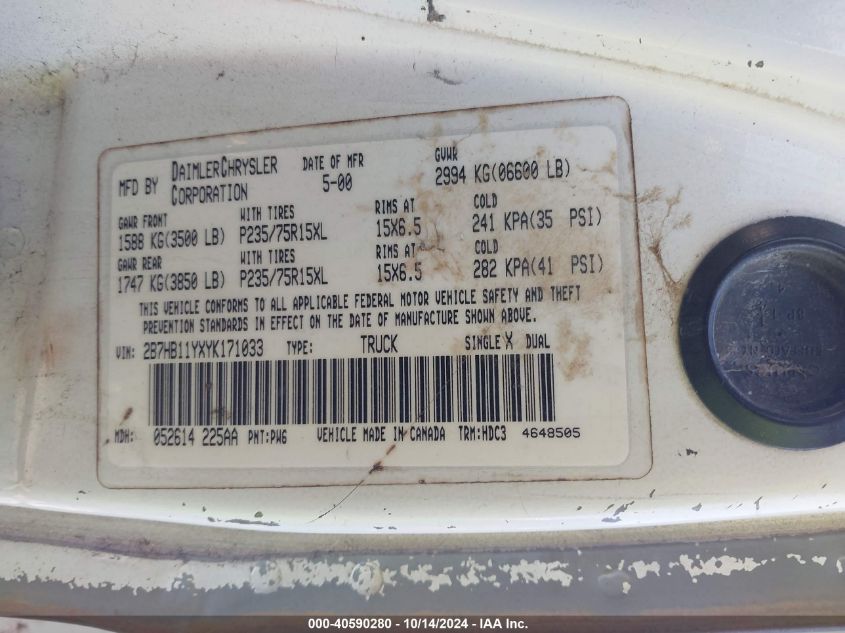 MFD BY DAIMLERCHRYSLER CORPORATION
DATE OF MFR 5-00
GVWR 2994 KG(06600 LB)
GAWR FRONT WITH TIRES RIMS AT COLD
1588 KG(3500 LB) P235/75R15XL 15X6.5 241 KPA(35 PSI)
GAWR REAR WITH TIRES RIMS AT COLD
1747 KG(3850 LB) P235/75R15XL 15X6.5 282 KPA(41 PSI)
THIS VEHICLE CONFORMS TO ALL APPLICABLE FEDERAL MOTOR VEHICLE SAFETY AND THEFT
PREVENTION STANDARDS IN EFFECT ON THE DATE OF MANUFACTURE SHOWN ABOVE.
VIN: 2B7HB11YXYK171033 TYPE: TRUCK SINGLE X DUAL
MDH: 052614 225AA PNT:PW6 VEHICLE MADE IN CANADA TRM:HDC3 4648505
000-40590280 - 10/14/2024 - IAA Inc.